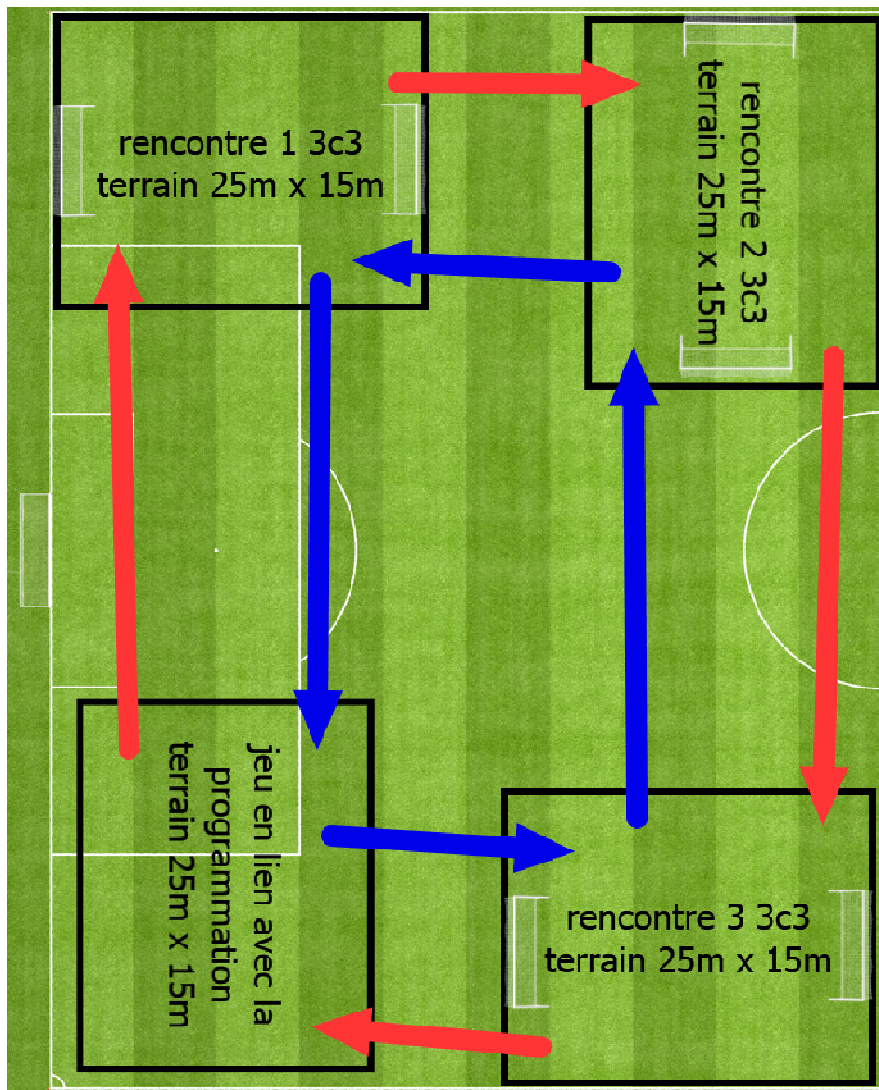 rencontre 1 3c3
terrain 25m x 15m
rencontre 2 3c3
terrain 25m x 15m
jeu en lien avec la
programmation
terrain 25m x 15m
rencontre 3 3c3
terrain 25m x 15m